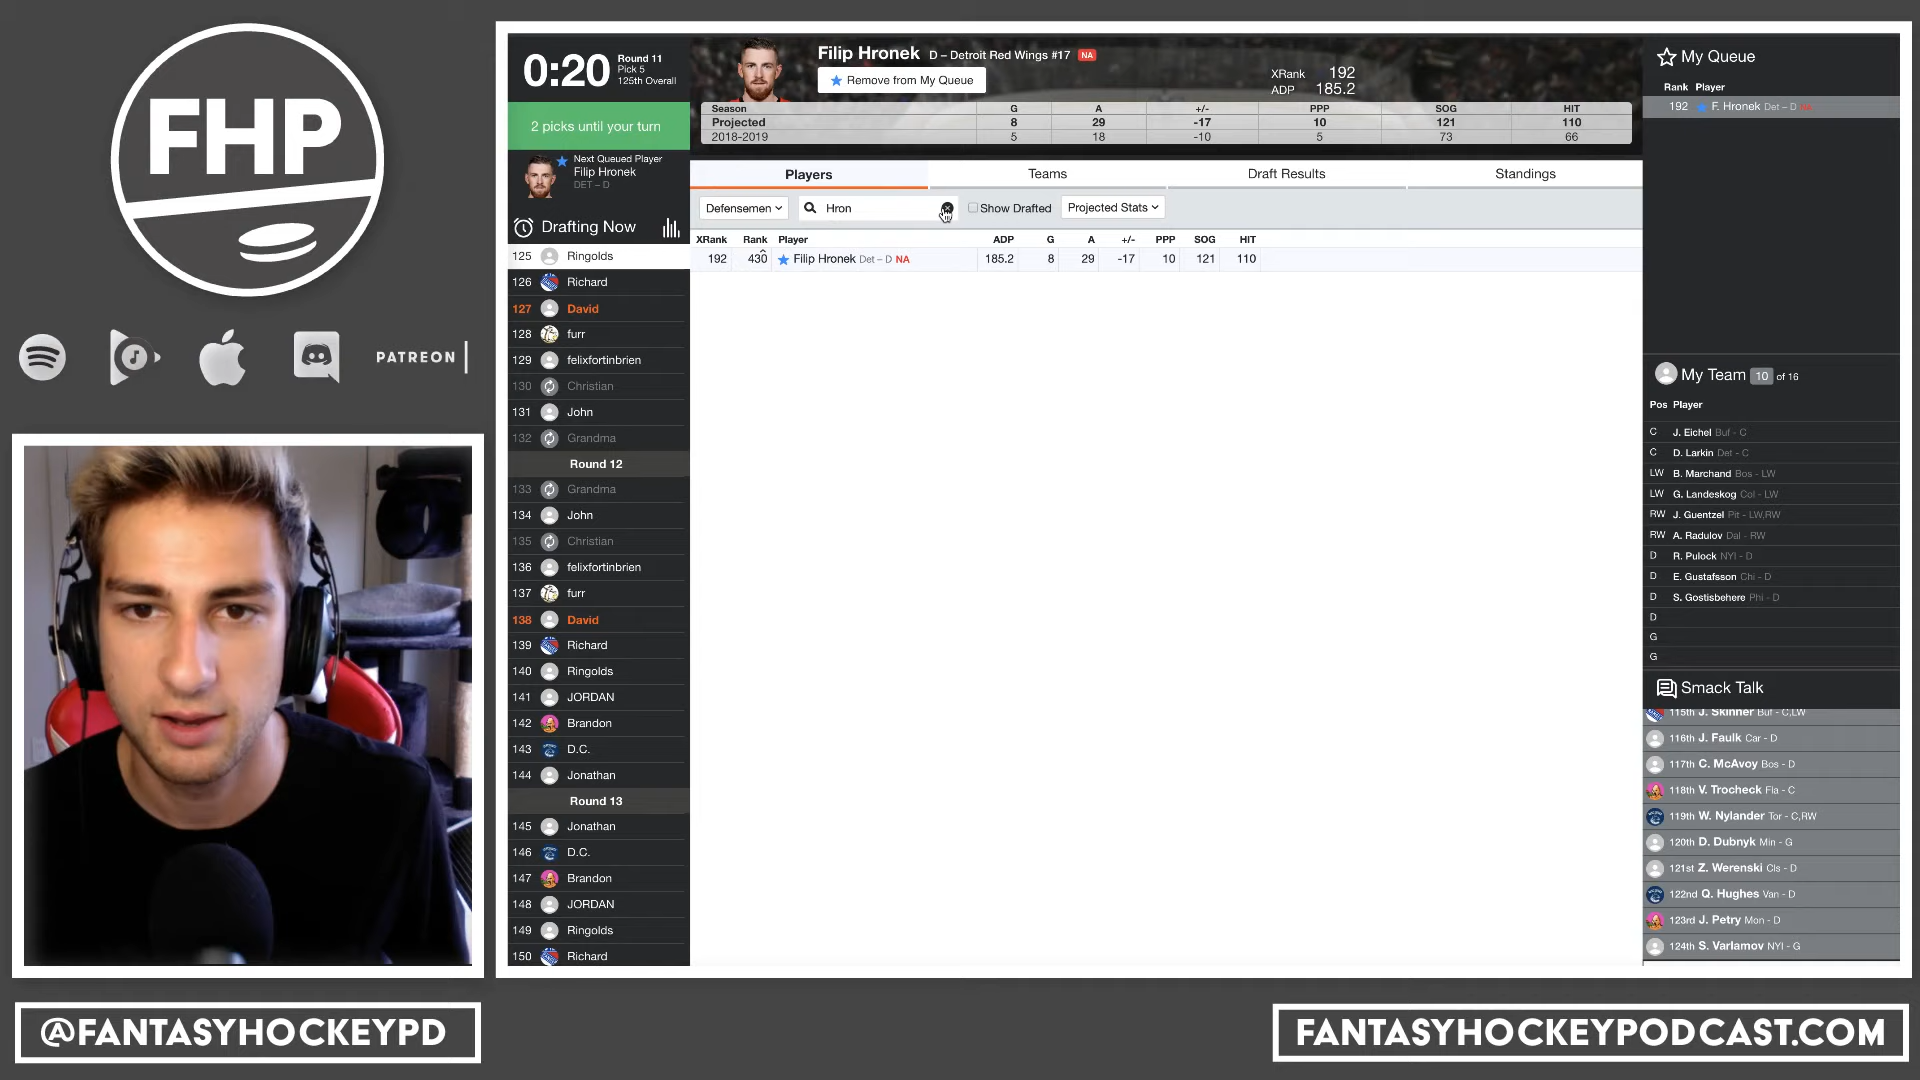 FHP
PATREON
0:20 Round 11
Pick 5
125th Overall
2 picks until your turn
Next Queued Player
Filip Hronek
DET – D
Drafting Now
125 Ringolds
126 Richard
127 David
128 furr
129 felixfortinbrien
130 Christian
131 John
132 Grandma
Round 12
133 Grandma
134 John
135 Christian
136 felixfortinbrien
137 furr
138 David
139 Richard
140 Ringolds
141 JORDAN
142 Brandon
143 D.C.
144 Jonathan
Round 13
145 Jonathan
146 D.C.
147 Brandon
148 JORDAN
149 Ringolds
150 Richard
Filip Hronek D – Detroit Red Wings #17 NA
Remove from My Queue
XRank 192
ADP 185.2
Season G A +/- PPP SOG HIT
Projected 8 29 -17 10 121 110
2018-2019 5 18 -10 5 73 66
Players Teams Draft Results Standings
Defensemen Hron Show Drafted Projected Stats
XRank Rank Player ADP G A +/- PPP SOG HIT
192 430 Filip Hronek Det – D NA 185.2 8 29 -17 10 121 110
My Queue
Rank Player
192 F. Hronek Det – D NA
My Team 10 of 16
Pos Player
C J. Eichel Buf - C
C D. Larkin Det - C
LW B. Marchand Bos - LW
LW G. Landeskog Col - LW
RW J. Guentzel Pit - LW,RW
RW A. Radulov Dal - RW
D R. Pulock NYI - D
D E. Gustafsson Chi - D
D S. Gostisbehere Phi - D
D
G
G
Smack Talk
115th J. Skinner Buf - C,LW
116th J. Faulk Car - D
117th C. McAvoy Bos - D
118th V. Trocheck Fla - C
119th W. Nylander Tor - C,RW
120th D. Dubnyk Min - G
121st Z. Werenski Cls - D
122nd Q. Hughes Van - D
123rd J. Petry Mon - D
124th S. Varlamov NYI - G
@FANTASYHOCKEYPD
FANTASYHOCKEYPODCAST.COM